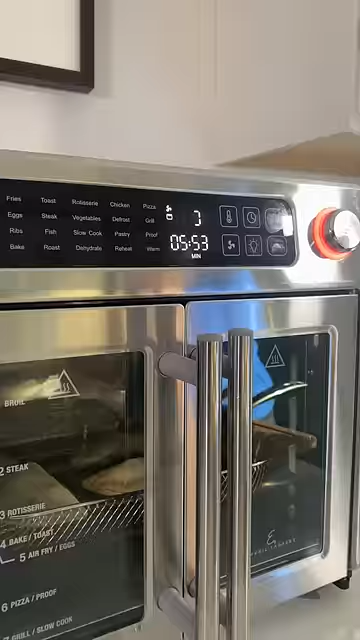 Fries Toast Rotisserie Chicken Pizza
Eggs Steak Vegetables Defrost Grill
Ribs Fish Slow Cook Pastry Proof
Bake Roast Dehydrate Reheat Warm
7
05:53
MIN
BROIL
2 STEAK
3 ROTISSERIE
4 BAKE / TOAST
5 AIR FRY / EGGS
6 PIZZA / PROOF
7 GRILL / SLOW COOK